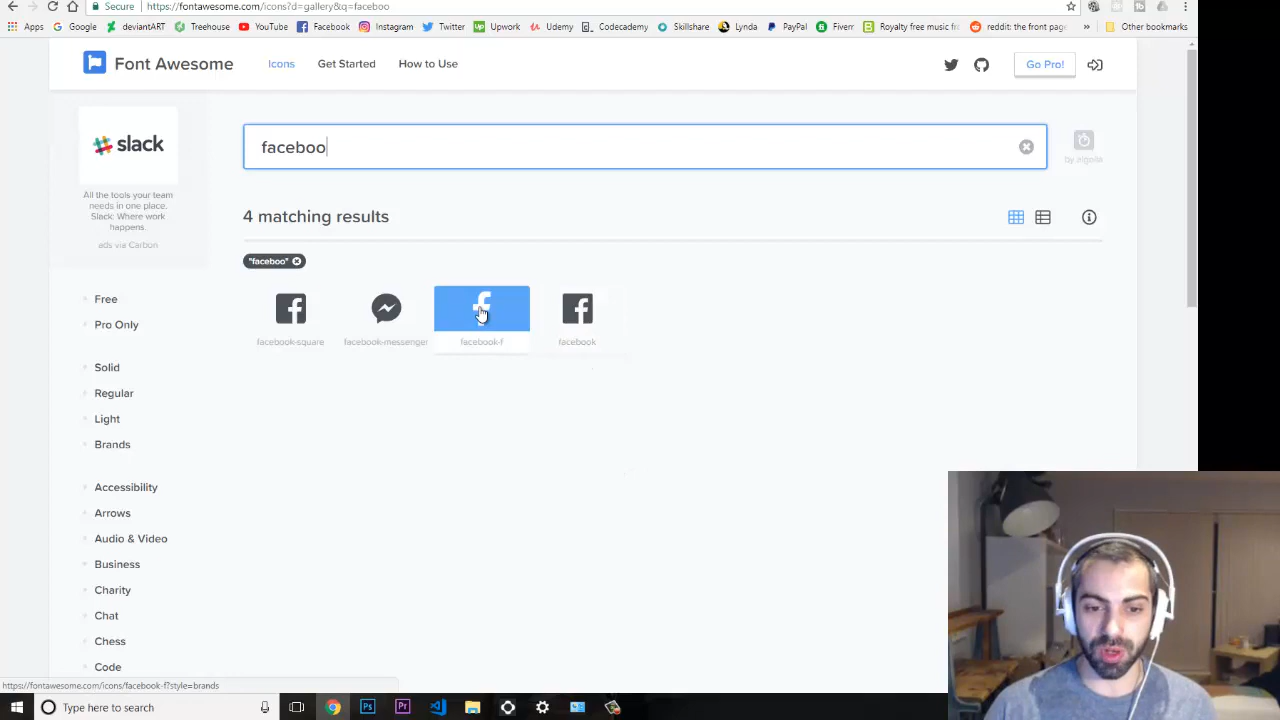 Secure https://fontawesome.com/icons?d=gallery&q=faceboo
Apps Google deviantART Treehouse YouTube Facebook Instagram Twitter Upwork Udemy Codecademy Skillshare Lynda PayPal Fiverr Royalty free music f reddit: the front pag » Other bookmarks
Font Awesome Icons Get Started How to Use Go Pro!
slack
faceboo
by algolia
All the tools your team
needs in one place.
Slack: Where work
happens.
ads via Carbon
4 matching results
"faceboo"
facebook-square facebook-messenger facebook-f facebook
Free
Pro Only
Solid
Regular
Light
Brands
Accessibility
Arrows
Audio & Video
Business
Charity
Chat
Chess
Code
https://fontawesome.com/icons/facebook-f?style=brands
Type here to search